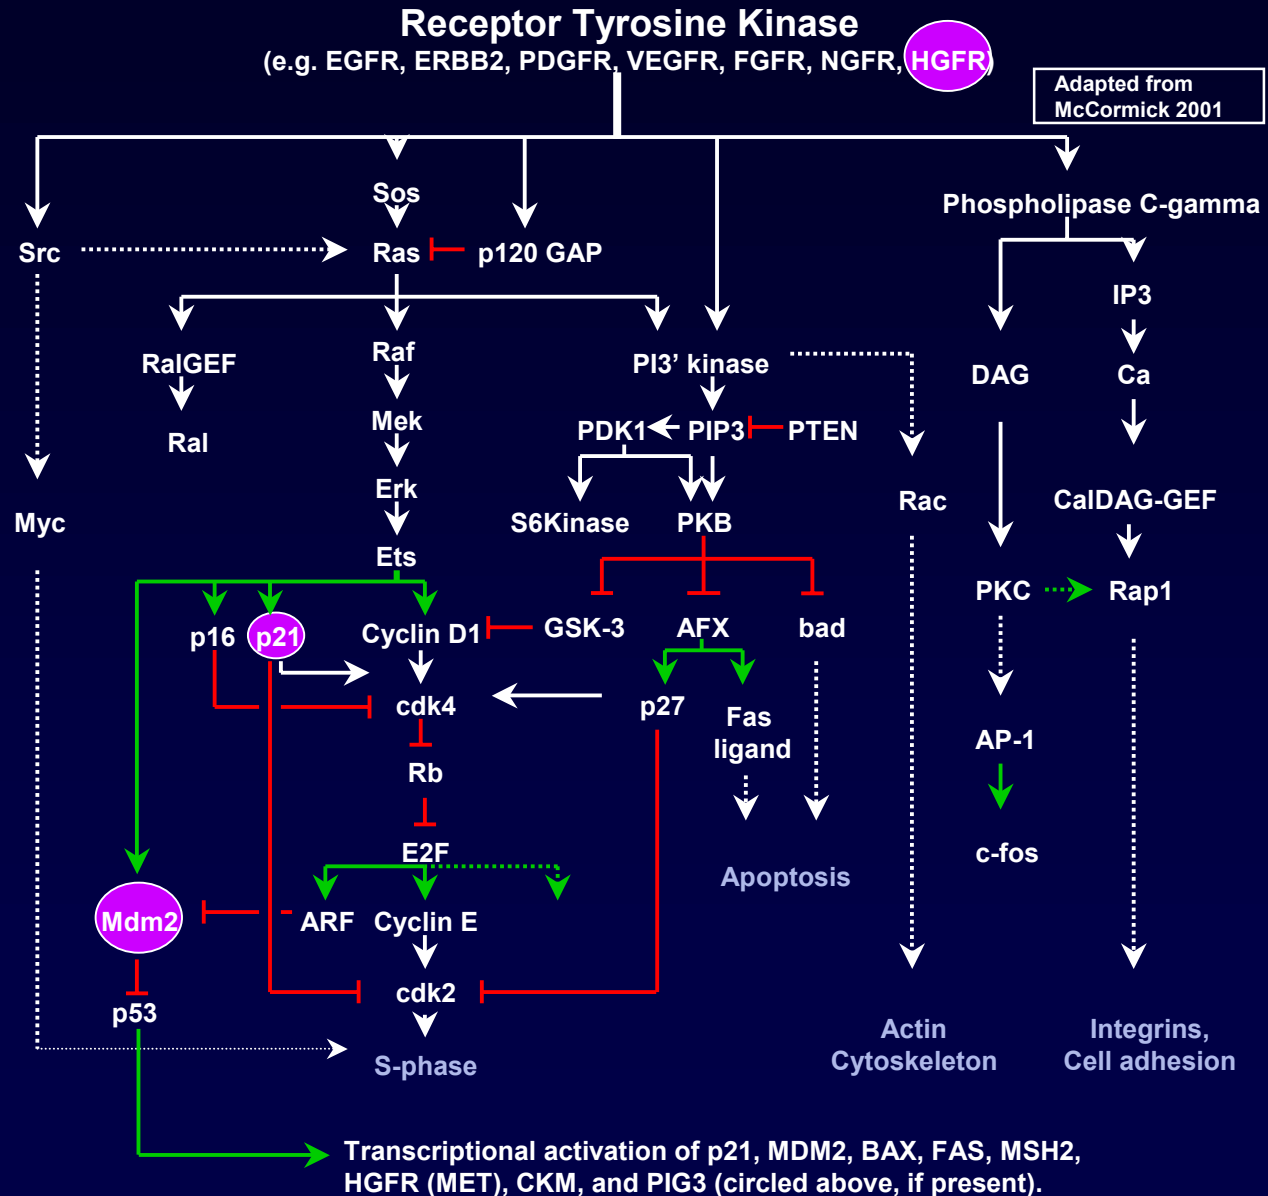 Receptor Tyrosine Kinase
(e.g. EGFR, ERBB2, PDGFR, VEGFR, FGFR, NGFR, HGFR)
Adapted from
McCormick 2001
Sos
Phospholipase C-gamma
Src
Ras
p120 GAP
IP3
RalGEF
Raf
PI3' kinase
DAG
Ca
Ral
Mek
PDK1
PIP3
PTEN
Erk
Rac
CalDAG-GEF
Myc
S6Kinase
PKB
Ets
PKC
Rap1
p16
p21
Cyclin D1
GSK-3
AFX
bad
cdk4
p27
Fas
ligand
AP-1
Rb
E2F
c-fos
Apoptosis
Mdm2
ARF
Cyclin E
cdk2
p53
Actin
Cytoskeleton
Integrins,
Cell adhesion
S-phase
Transcriptional activation of p21, MDM2, BAX, FAS, MSH2,
HGFR (MET), CKM, and PIG3 (circled above, if present).